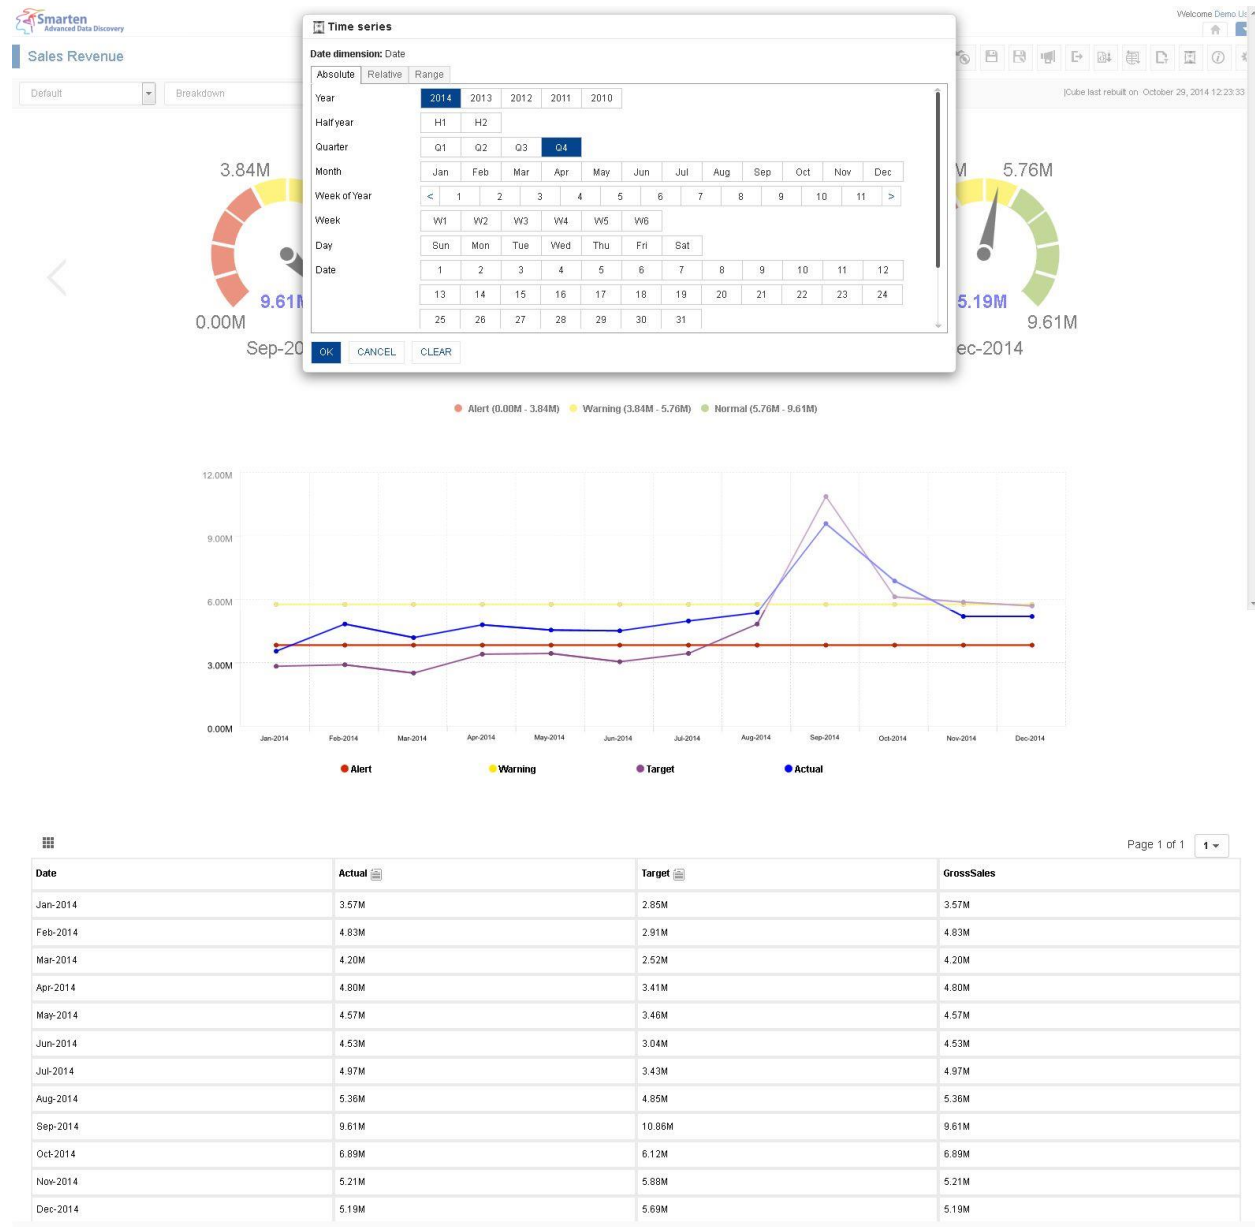 Smarten
Advanced Data Discovery
Welcome Demo
Sales Revenue
Default Breakdown
Cube last rebuilt on October 29, 2014 12:23:33
Time series
Date dimension: Date
Absolute Relative Range
Year 2014 2013 2012 2011 2010
Half year H1 H2
Quarter Q1 Q2 Q3 Q4
Month Jan Feb Mar Apr May Jun Jul Aug Sep Oct Nov Dec
Week of Year < 1 2 3 4 5 6 7 8 9 10 11 >
Week W1 W2 W3 W4 W5 W6
Day Sun Mon Tue Wed Thu Fri Sat
Date 1 2 3 4 5 6 7 8 9 10 11 12
13 14 15 16 17 18 19 20 21 22 23 24
25 26 27 28 29 30 31
OK CANCEL CLEAR
3.84M
9.61M
0.00M
Sep-20
5.76M
5.19M
9.61M
ec-2014
Alert (0.00M - 3.84M) Warning (3.84M - 5.76M) Normal (5.76M - 9.61M)
12.00M
9.00M
6.00M
3.00M
0.00M
Jan-2014 Feb-2014 Mar-2014 Apr-2014 May-2014 Jun-2014 Jul-2014 Aug-2014 Sep-2014 Oct-2014 Nov-2014 Dec-2014
Alert Warning Target Actual
Page 1 of 1 1
Date Actual Target GrossSales
Jan-2014 3.57M 2.85M 3.57M
Feb-2014 4.83M 2.91M 4.83M
Mar-2014 4.20M 2.52M 4.20M
Apr-2014 4.80M 3.41M 4.80M
May-2014 4.57M 3.46M 4.57M
Jun-2014 4.53M 3.04M 4.53M
Jul-2014 4.97M 3.43M 4.97M
Aug-2014 5.36M 4.85M 5.36M
Sep-2014 9.61M 10.86M 9.61M
Oct-2014 6.89M 6.12M 6.89M
Nov-2014 5.21M 5.88M 5.21M
Dec-2014 5.19M 5.69M 5.19M